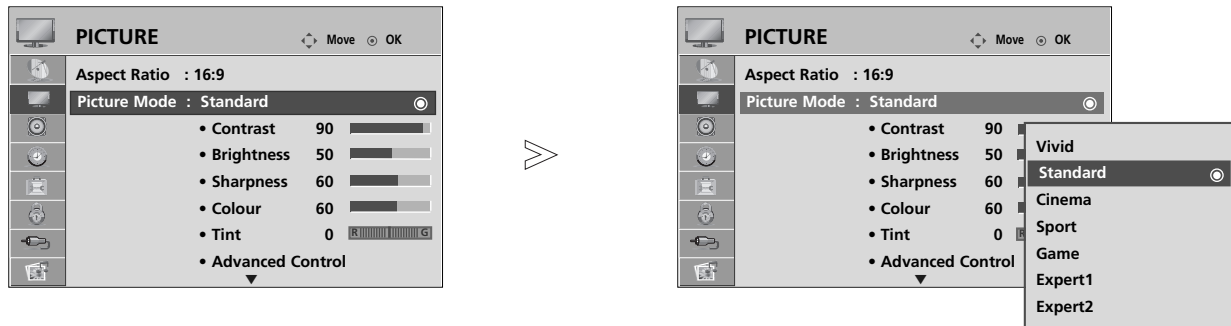 PICTURE Move OK
Aspect Ratio : 16:9
Picture Mode : Standard
• Contrast 90
• Brightness 50
• Sharpness 60
• Colour 60
• Tint 0 R G
• Advanced Control
PICTURE Move OK
Aspect Ratio : 16:9
Picture Mode : Standard
• Contrast 90
• Brightness 50
• Sharpness 60
• Colour 60
• Tint 0 R
• Advanced Control
Vivid
Standard
Cinema
Sport
Game
Expert1
Expert2